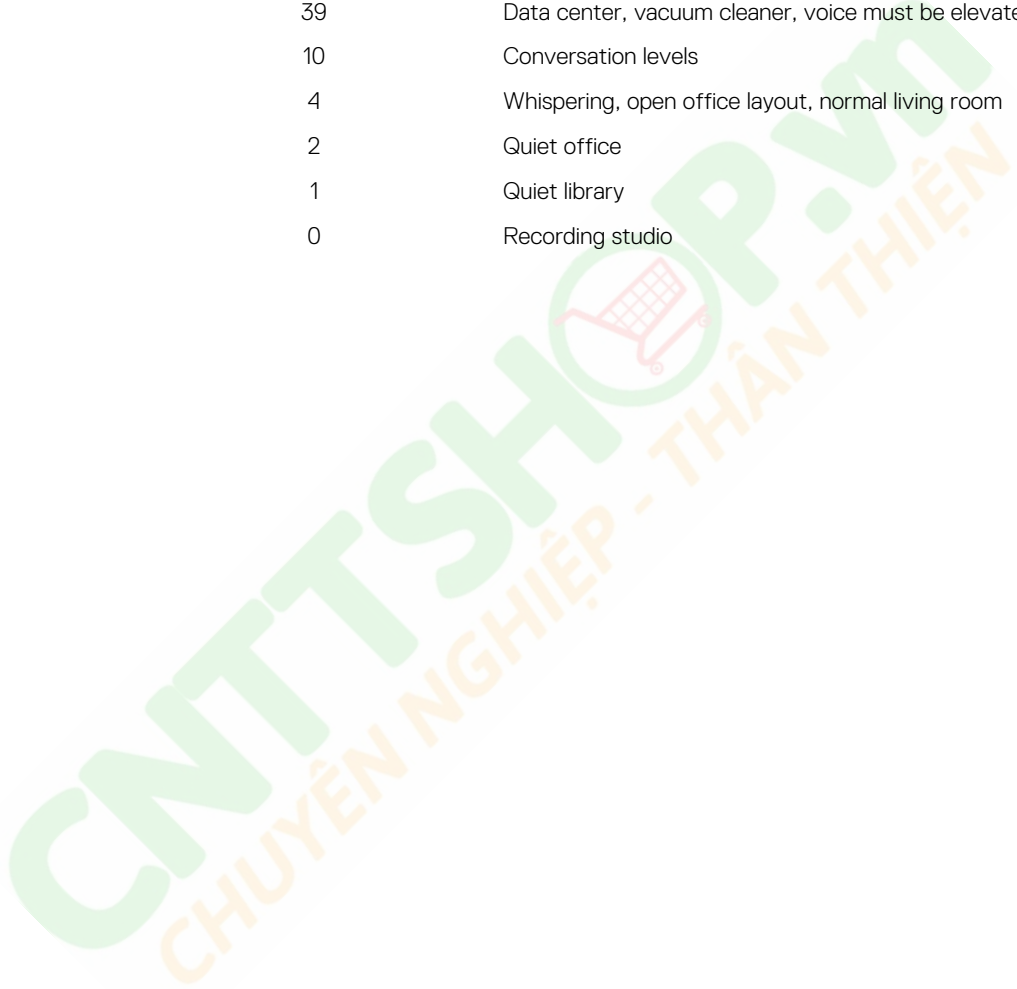 39 Data center, vacuum cleaner, voice must be elevate
10 Conversation levels
4 Whispering, open office layout, normal living room
2 Quiet office
1 Quiet library
0 Recording studio
CNTTSHOP.vn
CHUYÊN NGHIỆP - THÂN THIỆN